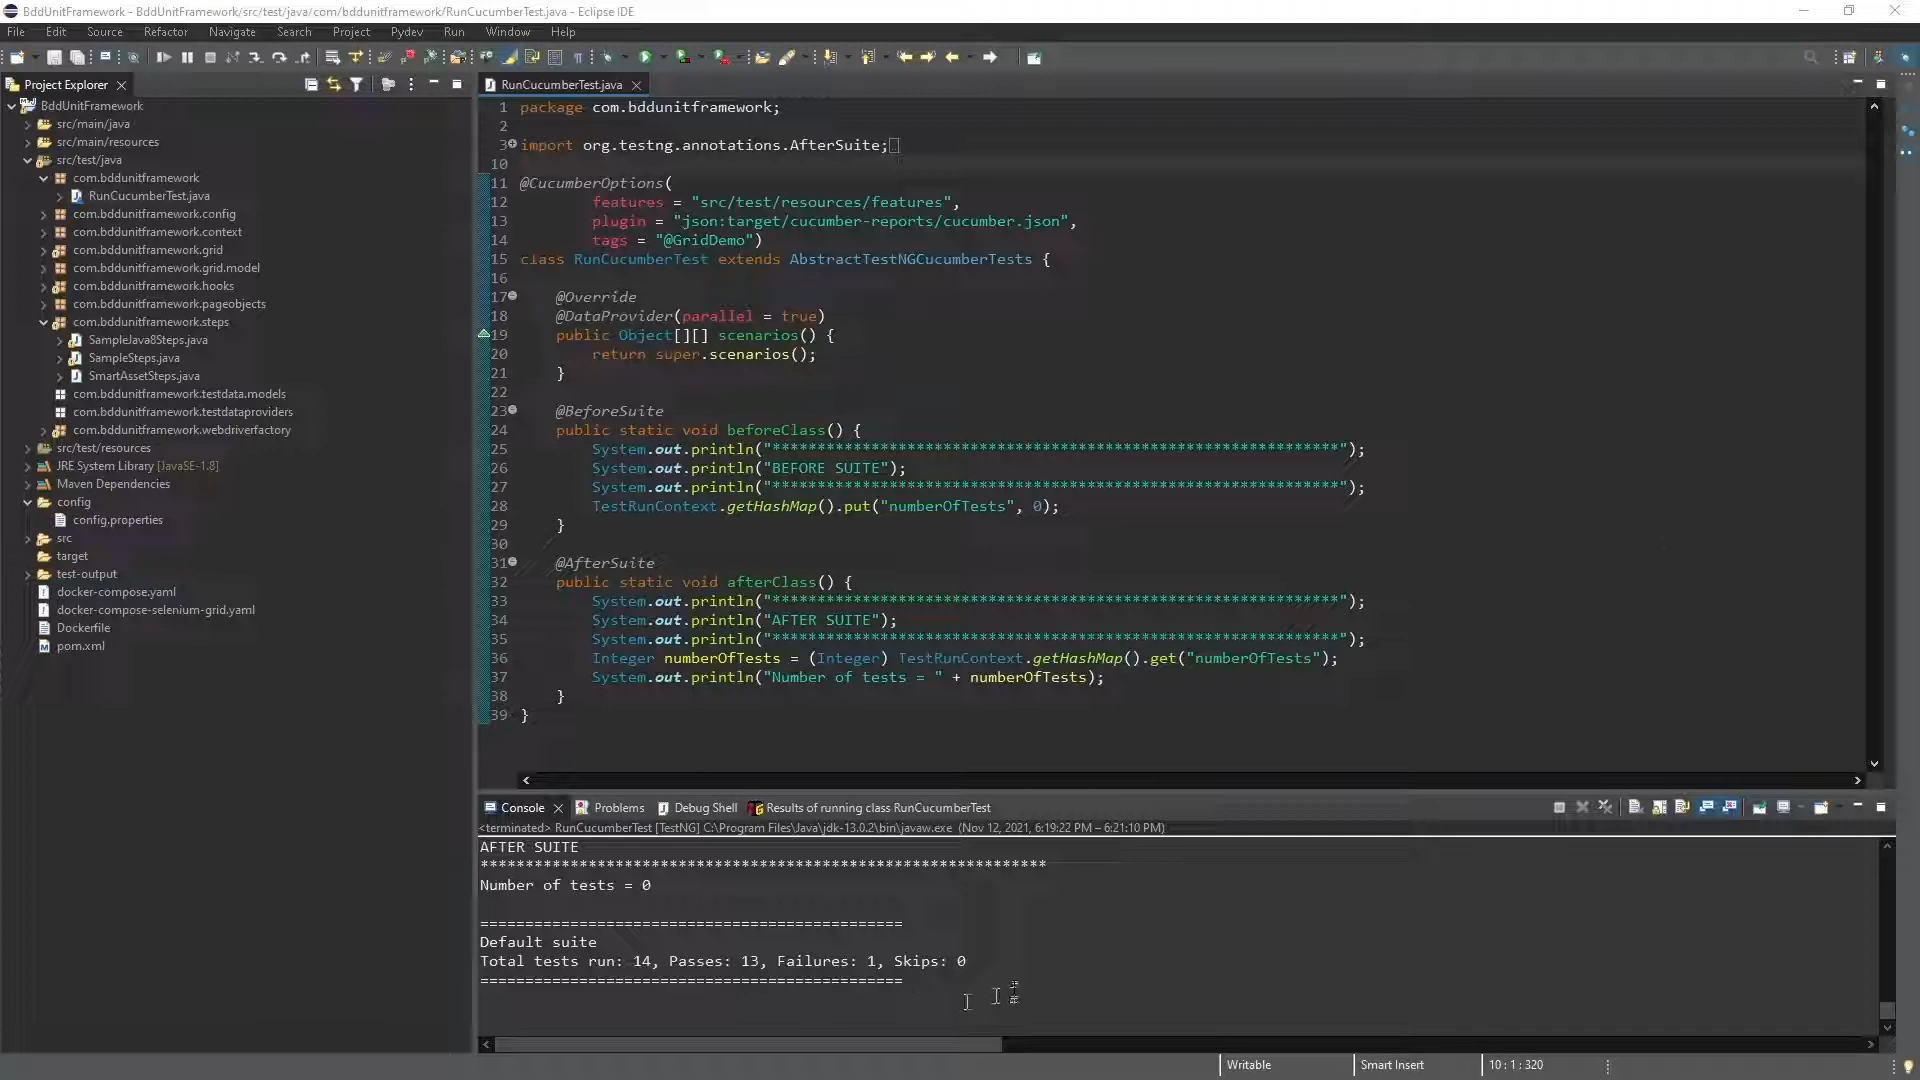 BddUnitFramework - BddUnitFramework/src/test/java/com/bddunitframework/RunCucumberTest.java - Eclipse IDE
File Edit Source Refactor Navigate Search Project Pydev Run Window Help
Project Explorer
BddUnitFramework
src/main/java
src/main/resources
src/test/java
com.bddunitframework
RunCucumberTest.java
com.bddunitframework.config
com.bddunitframework.context
com.bddunitframework.grid
com.bddunitframework.grid.model
com.bddunitframework.hooks
com.bddunitframework.pageobjects
com.bddunitframework.steps
SampleJava8Steps.java
SampleSteps.java
SmartAssetSteps.java
com.bddunitframework.testdata.models
com.bddunitframework.testdataproviders
com.bddunitframework.webdriverfactory
src/test/resources
JRE System Library [JavaSE-1.8]
Maven Dependencies
config
config.properties
src
target
test-output
docker-compose.yaml
docker-compose-selenium-grid.yaml
Dockerfile
pom.xml
RunCucumberTest.java
1 package com.bddunitframework;
2
3 import org.testng.annotations.AfterSuite;
10
11 @CucumberOptions(
12 features = "src/test/resources/features",
13 plugin = "json:target/cucumber-reports/cucumber.json",
14 tags = "@GridDemo")
15 class RunCucumberTest extends AbstractTestNGCucumberTests {
16
17 @Override
18 @DataProvider(parallel = true)
19 public Object[][] scenarios() {
20 return super.scenarios();
21 }
22
23 @BeforeSuite
24 public static void beforeClass() {
25 System.out.println("***************************************************************");
26 System.out.println("BEFORE SUITE");
27 System.out.println("***************************************************************");
28 TestRunContext.getHashMap().put("numberOfTests", 0);
29 }
30
31 @AfterSuite
32 public static void afterClass() {
33 System.out.println("***************************************************************");
34 System.out.println("AFTER SUITE");
35 System.out.println("***************************************************************");
36 Integer numberOfTests = (Integer) TestRunContext.getHashMap().get("numberOfTests");
37 System.out.println("Number of tests = " + numberOfTests);
38 }
39 }
Console Problems Debug Shell Results of running class RunCucumberTest
<terminated> RunCucumberTest [TestNG] C:\Program Files\Java\jdk-13.0.2\bin\javaw.exe (Nov 12, 2021, 6:19:22 PM – 6:21:10 PM)
AFTER SUITE
***************************************************************
Number of tests = 0
===============================================
Default suite
Total tests run: 14, Passes: 13, Failures: 1, Skips: 0
===============================================
Writable Smart Insert 10 : 1 : 320